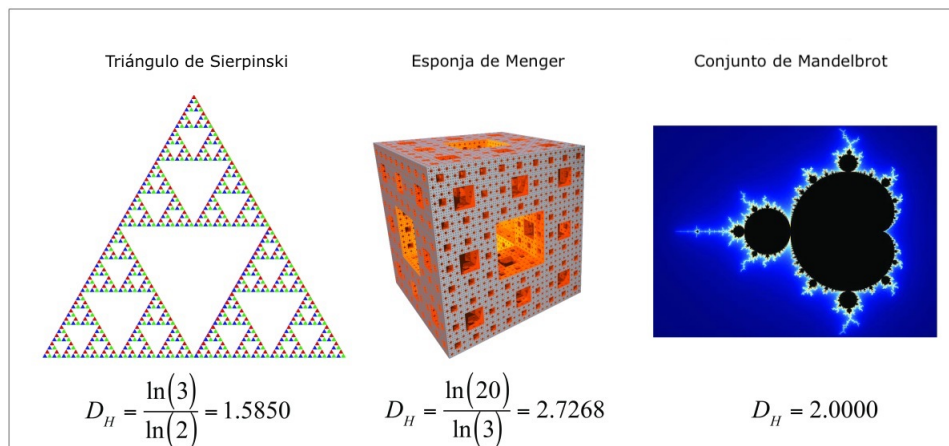 Triángulo de Sierpinski
Esponja de Menger
Conjunto de Mandelbrot
D_H = ln(3)/ln(2) = 1.5850
D_H = ln(20)/ln(3) = 2.7268
D_H = 2.0000